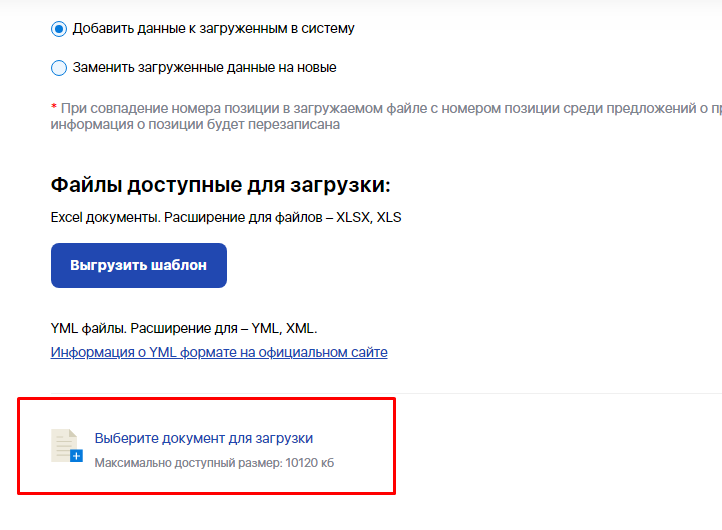 Добавить данные к загруженным в систему
Заменить загруженные данные на новые
* При совпадение номера позиции в загружаемом файле с номером позиции среди предложений о
информация о позиции будет перезаписана
Файлы доступные для загрузки:
Excel документы. Расширение для файлов – XLSX, XLS
Выгрузить шаблон
YML файлы. Расширение для – YML, XML.
Информация о YML формате на официальном сайте
Выберите документ для загрузки
Максимально доступный размер: 10120 кб